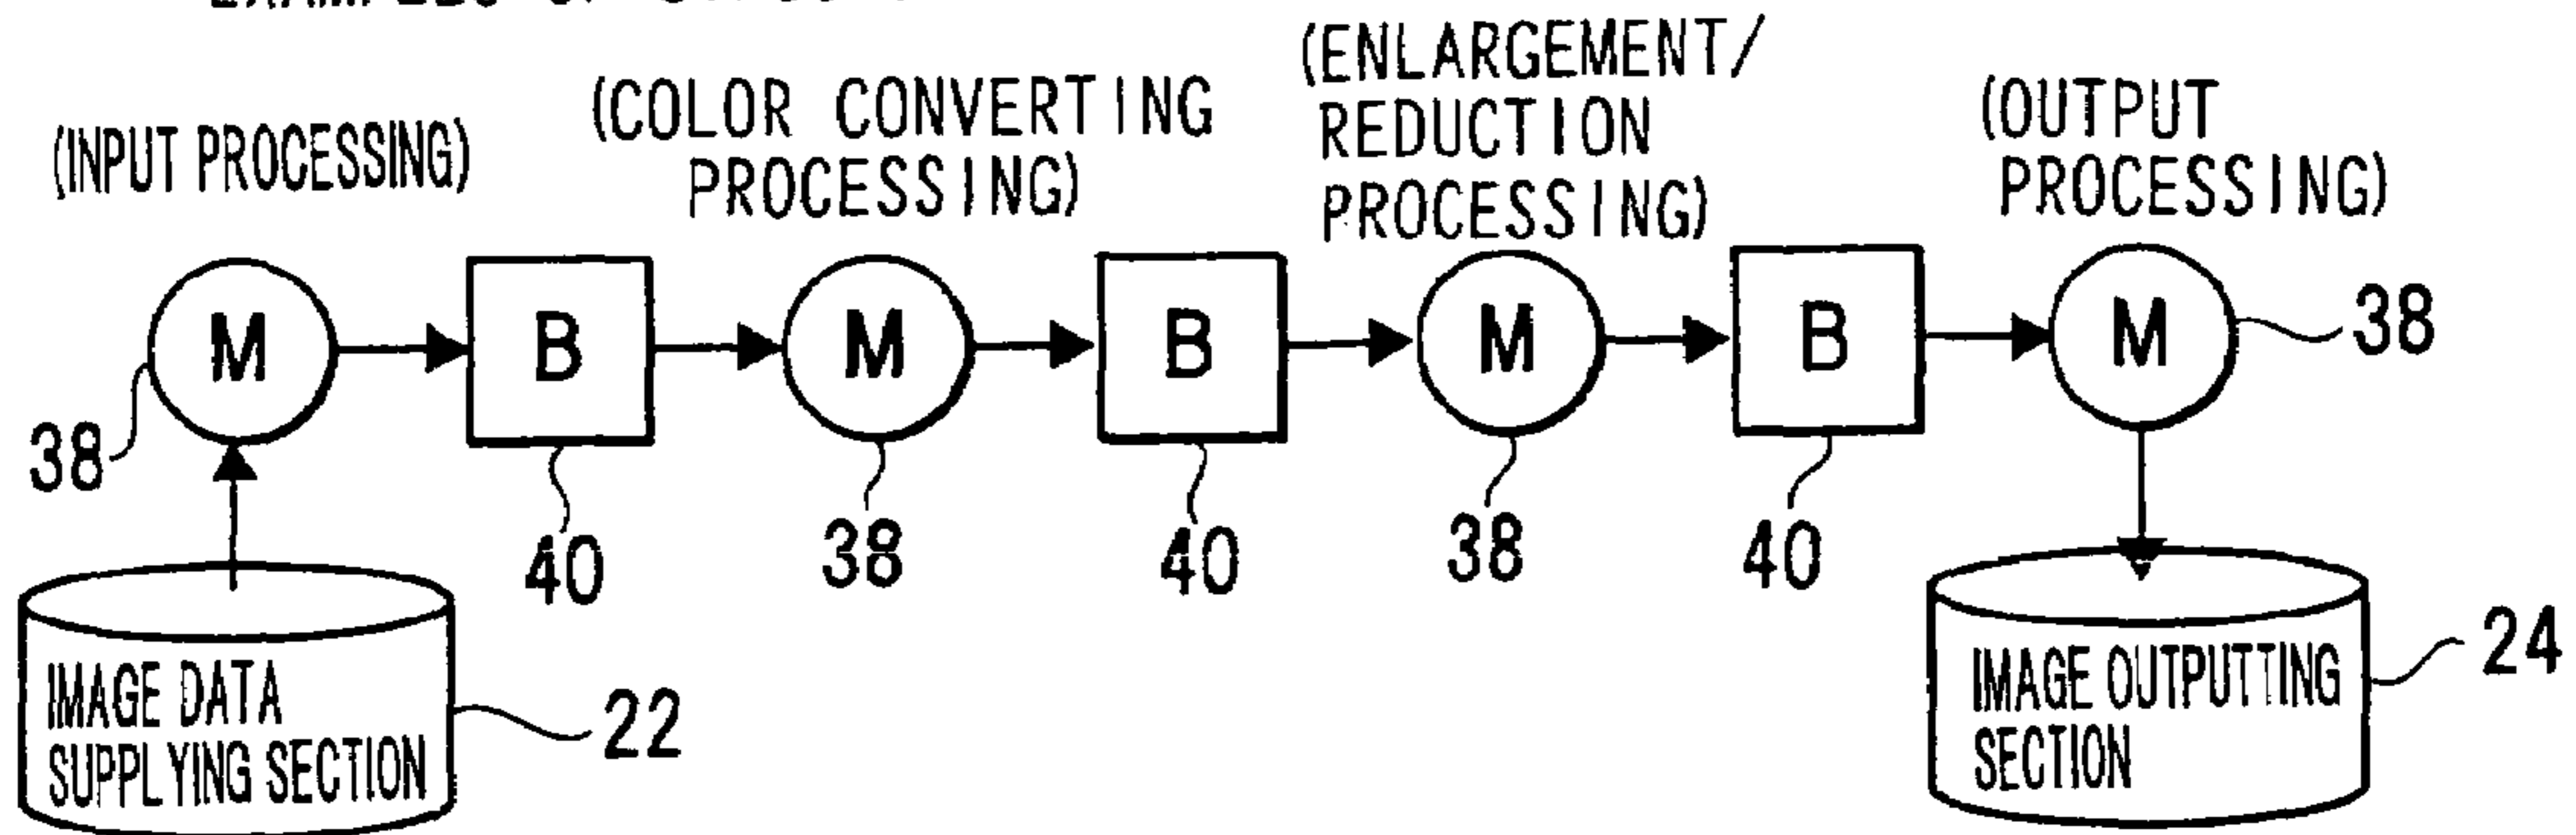 (INPUT PROCESSING)
(COLOR CONVERTING
PROCESSING)
(ENLARGEMENT/
REDUCTION
PROCESSING)
(OUTPUT
PROCESSING)
M
B
M
B
M
B
M
38
38
40
38
40
38
40
IMAGE DATA
SUPPLYING SECTION
22
IMAGE OUTPUTTING
SECTION
24